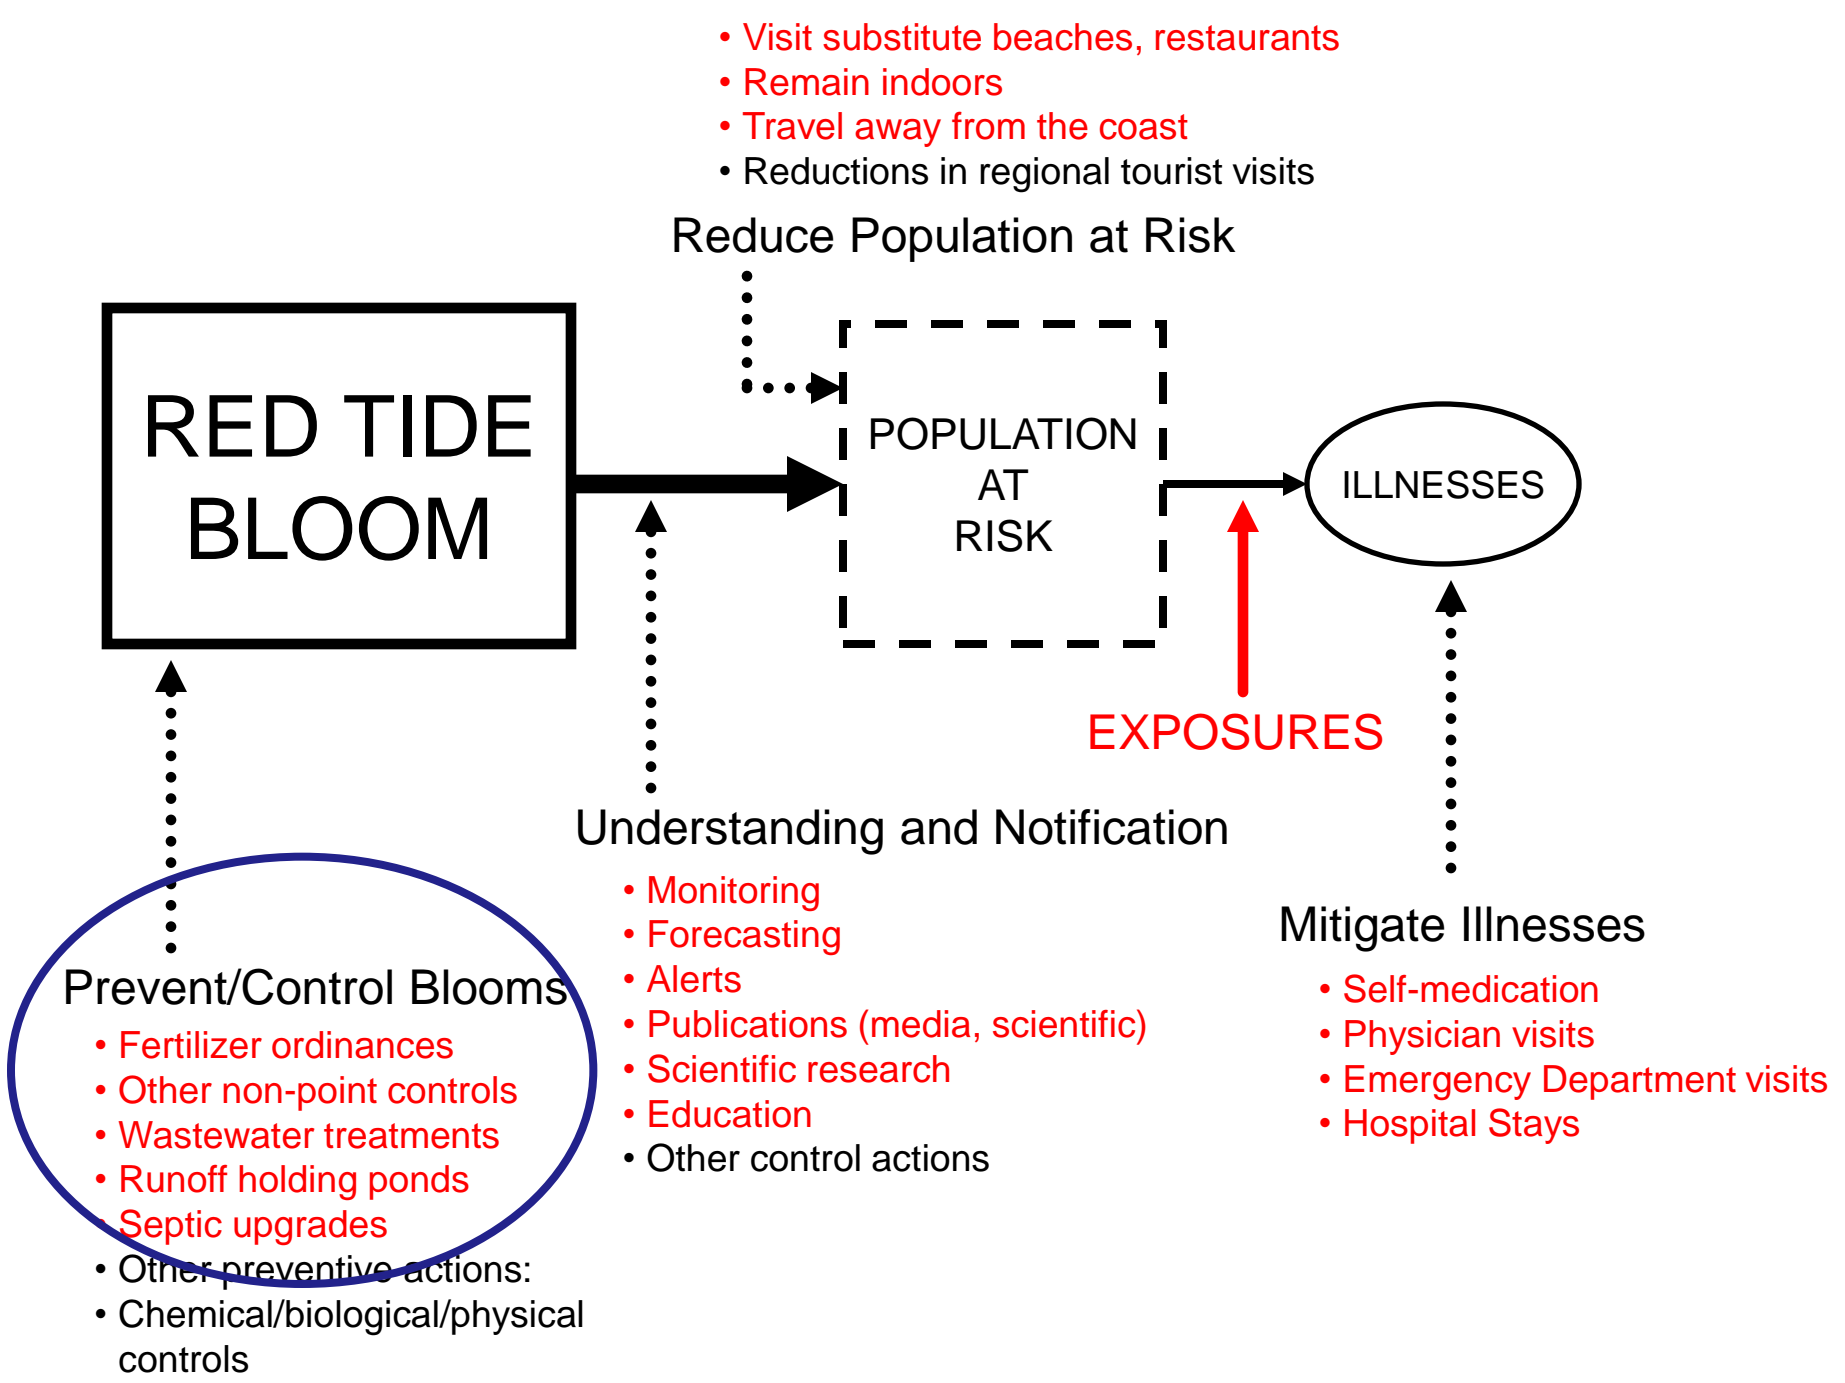 • Visit substitute beaches, restaurants
• Remain indoors
• Travel away from the coast
• Reductions in regional tourist visits
Reduce Population at Risk
RED TIDE
BLOOM
POPULATION
AT
RISK
ILLNESSES
EXPOSURES
Understanding and Notification
• Monitoring
• Forecasting
• Alerts
• Publications (media, scientific)
• Scientific research
• Education
• Other control actions
Mitigate Illnesses
• Self-medication
• Physician visits
• Emergency Department visits
• Hospital Stays
Prevent/Control Blooms
• Fertilizer ordinances
• Other non-point controls
• Wastewater treatments
• Runoff holding ponds
• Septic upgrades
• Other preventive actions:
• Chemical/biological/physical
controls